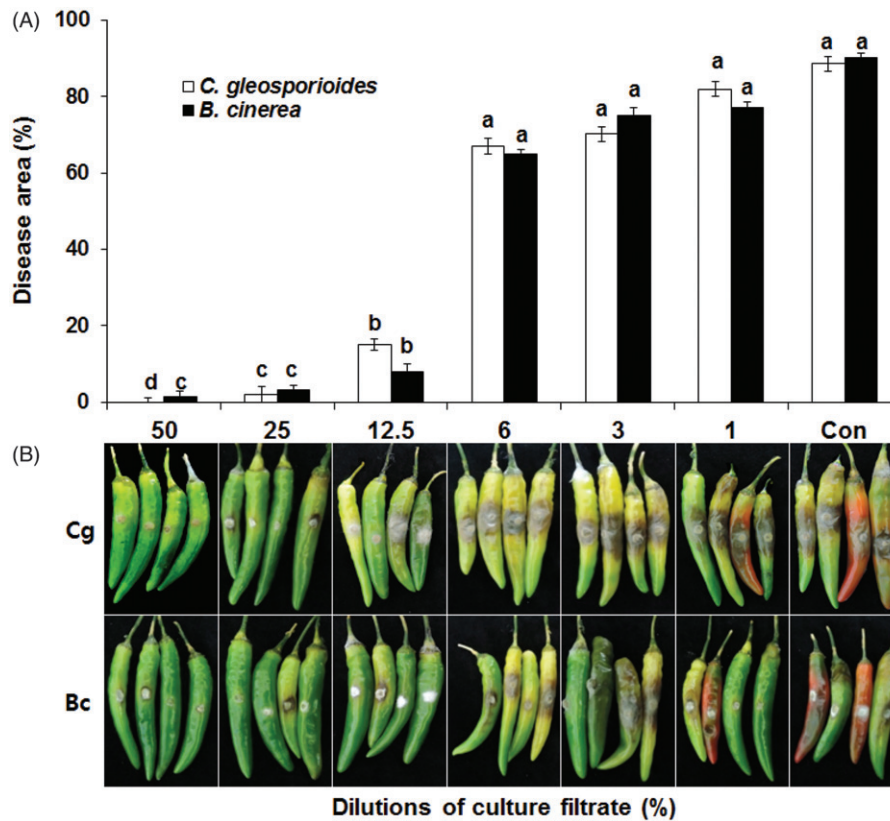 (A)
100
80
60
40
20
0
Disease area (%)
C. gleosporioides
B. cinerea
d c c c b b a a a a a a a a
50 25 12.5 6 3 1 Con
(B)
Cg
Bc
Dilutions of culture filtrate (%)